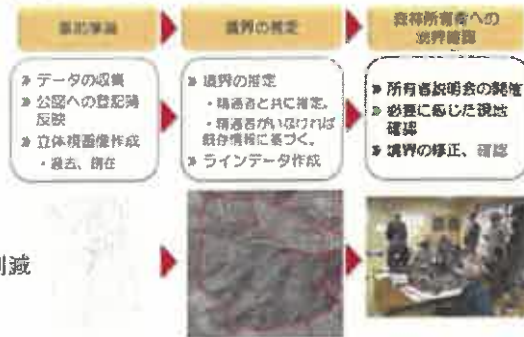 事前準備
境界の推定
森林所有者への
境界確認
» データの収集
» 公図への登記簿
反映
» 立体視画像作成
・過去、現在
» 境界の推定
・精通者と共に推定。
・精通者がいなければ
既存情報に基づく。
» ラインデータ作成
» 所有者説明会の開催
» 必要に応じた現地
確認
» 境界の修正、確認
削減